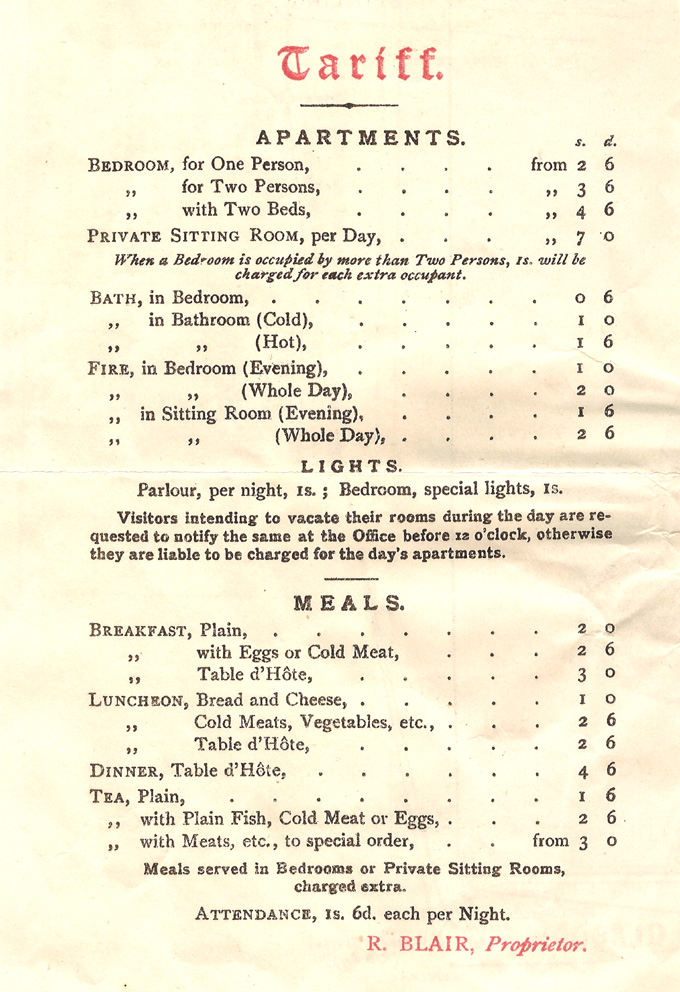 Tariff.
APARTMENTS. s. d.
BEDROOM, for One Person, . . . . from 2 6
„ for Two Persons, . . . . „ 3 6
„ with Two Beds, . . . . „ 4 6
PRIVATE SITTING ROOM, per Day, . . . „ 7 0
When a Bedroom is occupied by more than Two Persons, 1s. will be
charged for each extra occupant.
BATH, in Bedroom, . . . . . . . 0 6
„ in Bathroom (Cold), . . . . . 1 0
„ „ (Hot), . . . . . 1 6
FIRE, in Bedroom (Evening), . . . . . 1 0
„ „ (Whole Day), . . . . 2 0
„ in Sitting Room (Evening), . . . . 1 6
„ „ (Whole Day), . . . . 2 6
LIGHTS.
Parlour, per night, 1s. ; Bedroom, special lights, 1s.
Visitors intending to vacate their rooms during the day are re-
quested to notify the same at the Office before 12 o'clock, otherwise
they are liable to be charged for the day's apartments.
MEALS.
BREAKFAST, Plain, . . . . . . . 2 0
„ with Eggs or Cold Meat, . . . 2 6
„ Table d'Hôte, . . . . . 3 0
LUNCHEON, Bread and Cheese, . . . . . 1 0
„ Cold Meats, Vegetables, etc., . . . 2 6
„ Table d'Hôte, . . . . . 2 6
DINNER, Table d'Hôte, . . . . . . 4 6
TEA, Plain, . . . . . . . . 1 6
„ with Plain Fish, Cold Meat or Eggs, . . . 2 6
„ with Meats, etc., to special order, . . from 3 0
Meals served in Bedrooms or Private Sitting Rooms,
charged extra.
ATTENDANCE, 1s. 6d. each per Night.
R. BLAIR, Proprietor.